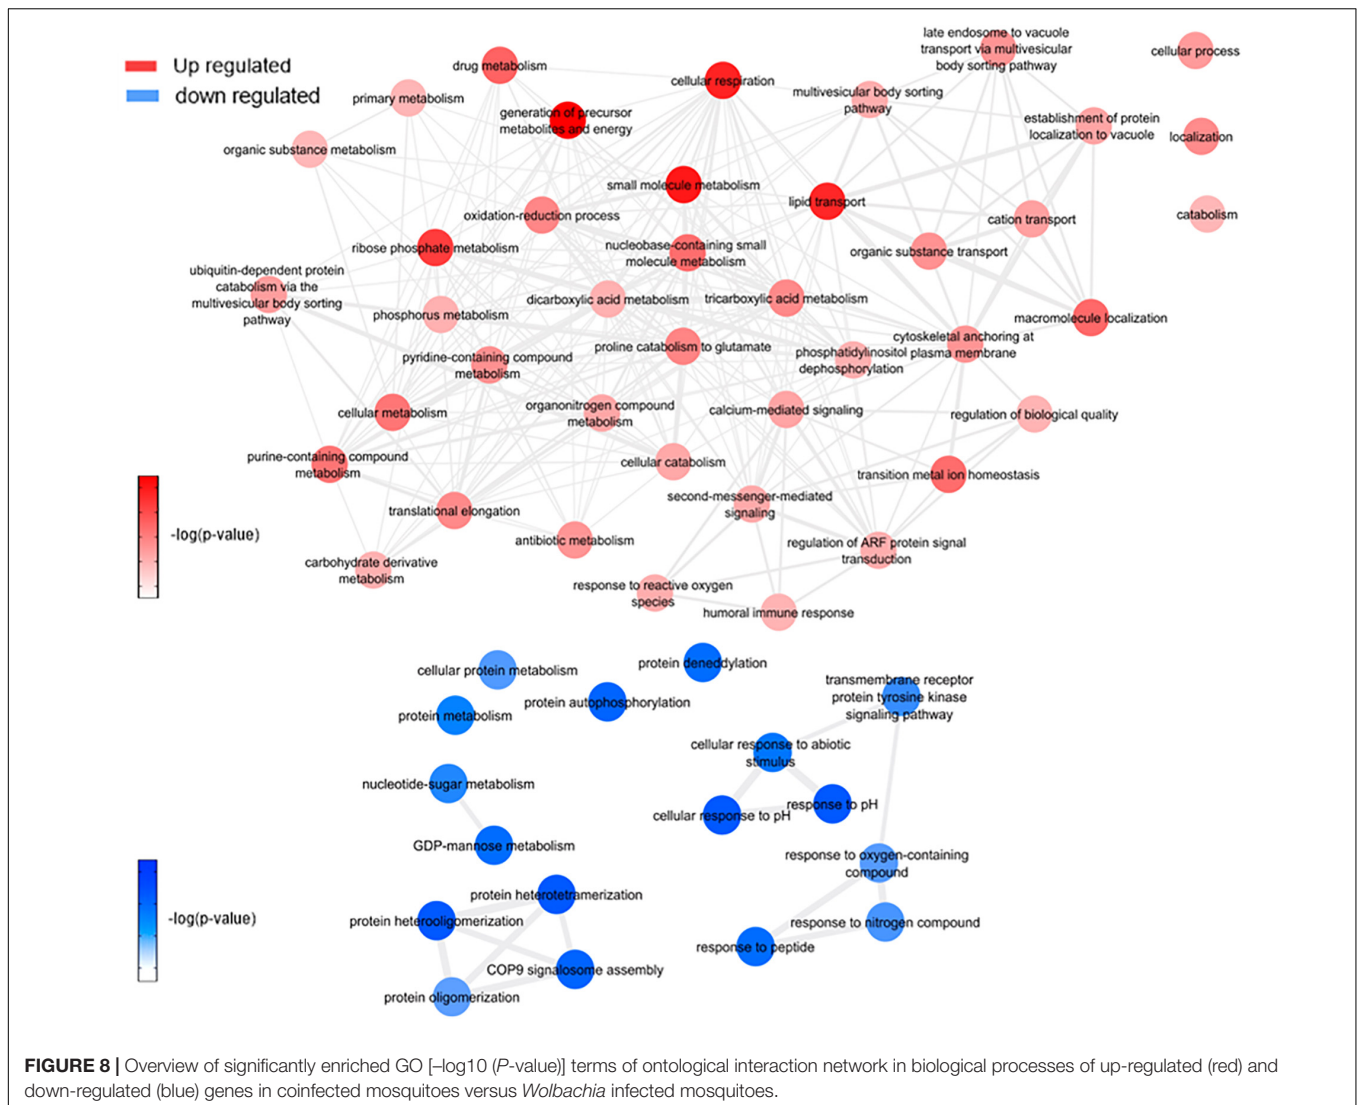 late endosome to vacuole
transport via multivesicular
body sorting pathway
cellular process
Up regulated
drug metabolism
cellular respiration
down regulated
primary metabolism
multivesicular body sorting
pathway
generation of precursor
metabolites and energy
establishment of protein
localization to vacuole
localization
organic substance metabolism
small molecule metabolism
lipid transport
oxidation-reduction process
cation transport
catabolism
ribose phosphate metabolism
nucleobase-containing small
molecule metabolism
organic substance transport
ubiquitin-dependent protein
catabolism via the
multivesicular body sorting
pathway
dicarboxylic acid metabolism
tricarboxylic acid metabolism
phosphorus metabolism
macromolecule localization
proline catabolism to glutamate
cytoskeletal anchoring at
plasma membrane
phosphatidylinositol
dephosphorylation
pyridine-containing compound
metabolism
cellular metabolism
organonitrogen compound
metabolism
calcium-mediated signaling
regulation of biological quality
purine-containing compound
metabolism
cellular catabolism
transition metal ion homeostasis
second-messenger-mediated
signaling
translational elongation
-log(p-value)
antibiotic metabolism
regulation of ARF protein signal
transduction
carbohydrate derivative
metabolism
response to reactive oxygen
species
humoral immune response
cellular protein metabolism
protein deneddylation
transmembrane receptor
protein tyrosine kinase
signaling pathway
protein autophosphorylation
protein metabolism
cellular response to abiotic
stimulus
nucleotide-sugar metabolism
response to pH
cellular response to pH
GDP-mannose metabolism
response to oxygen-containing
compound
protein heterotetramerization
protein heterooligomerization
-log(p-value)
response to nitrogen compound
response to peptide
COP9 signalosome assembly
protein oligomerization
FIGURE 8 | Overview of significantly enriched GO [–log10 (P-value)] terms of ontological interaction network in biological processes of up-regulated (red) and
down-regulated (blue) genes in coinfected mosquitoes versus Wolbachia infected mosquitoes.